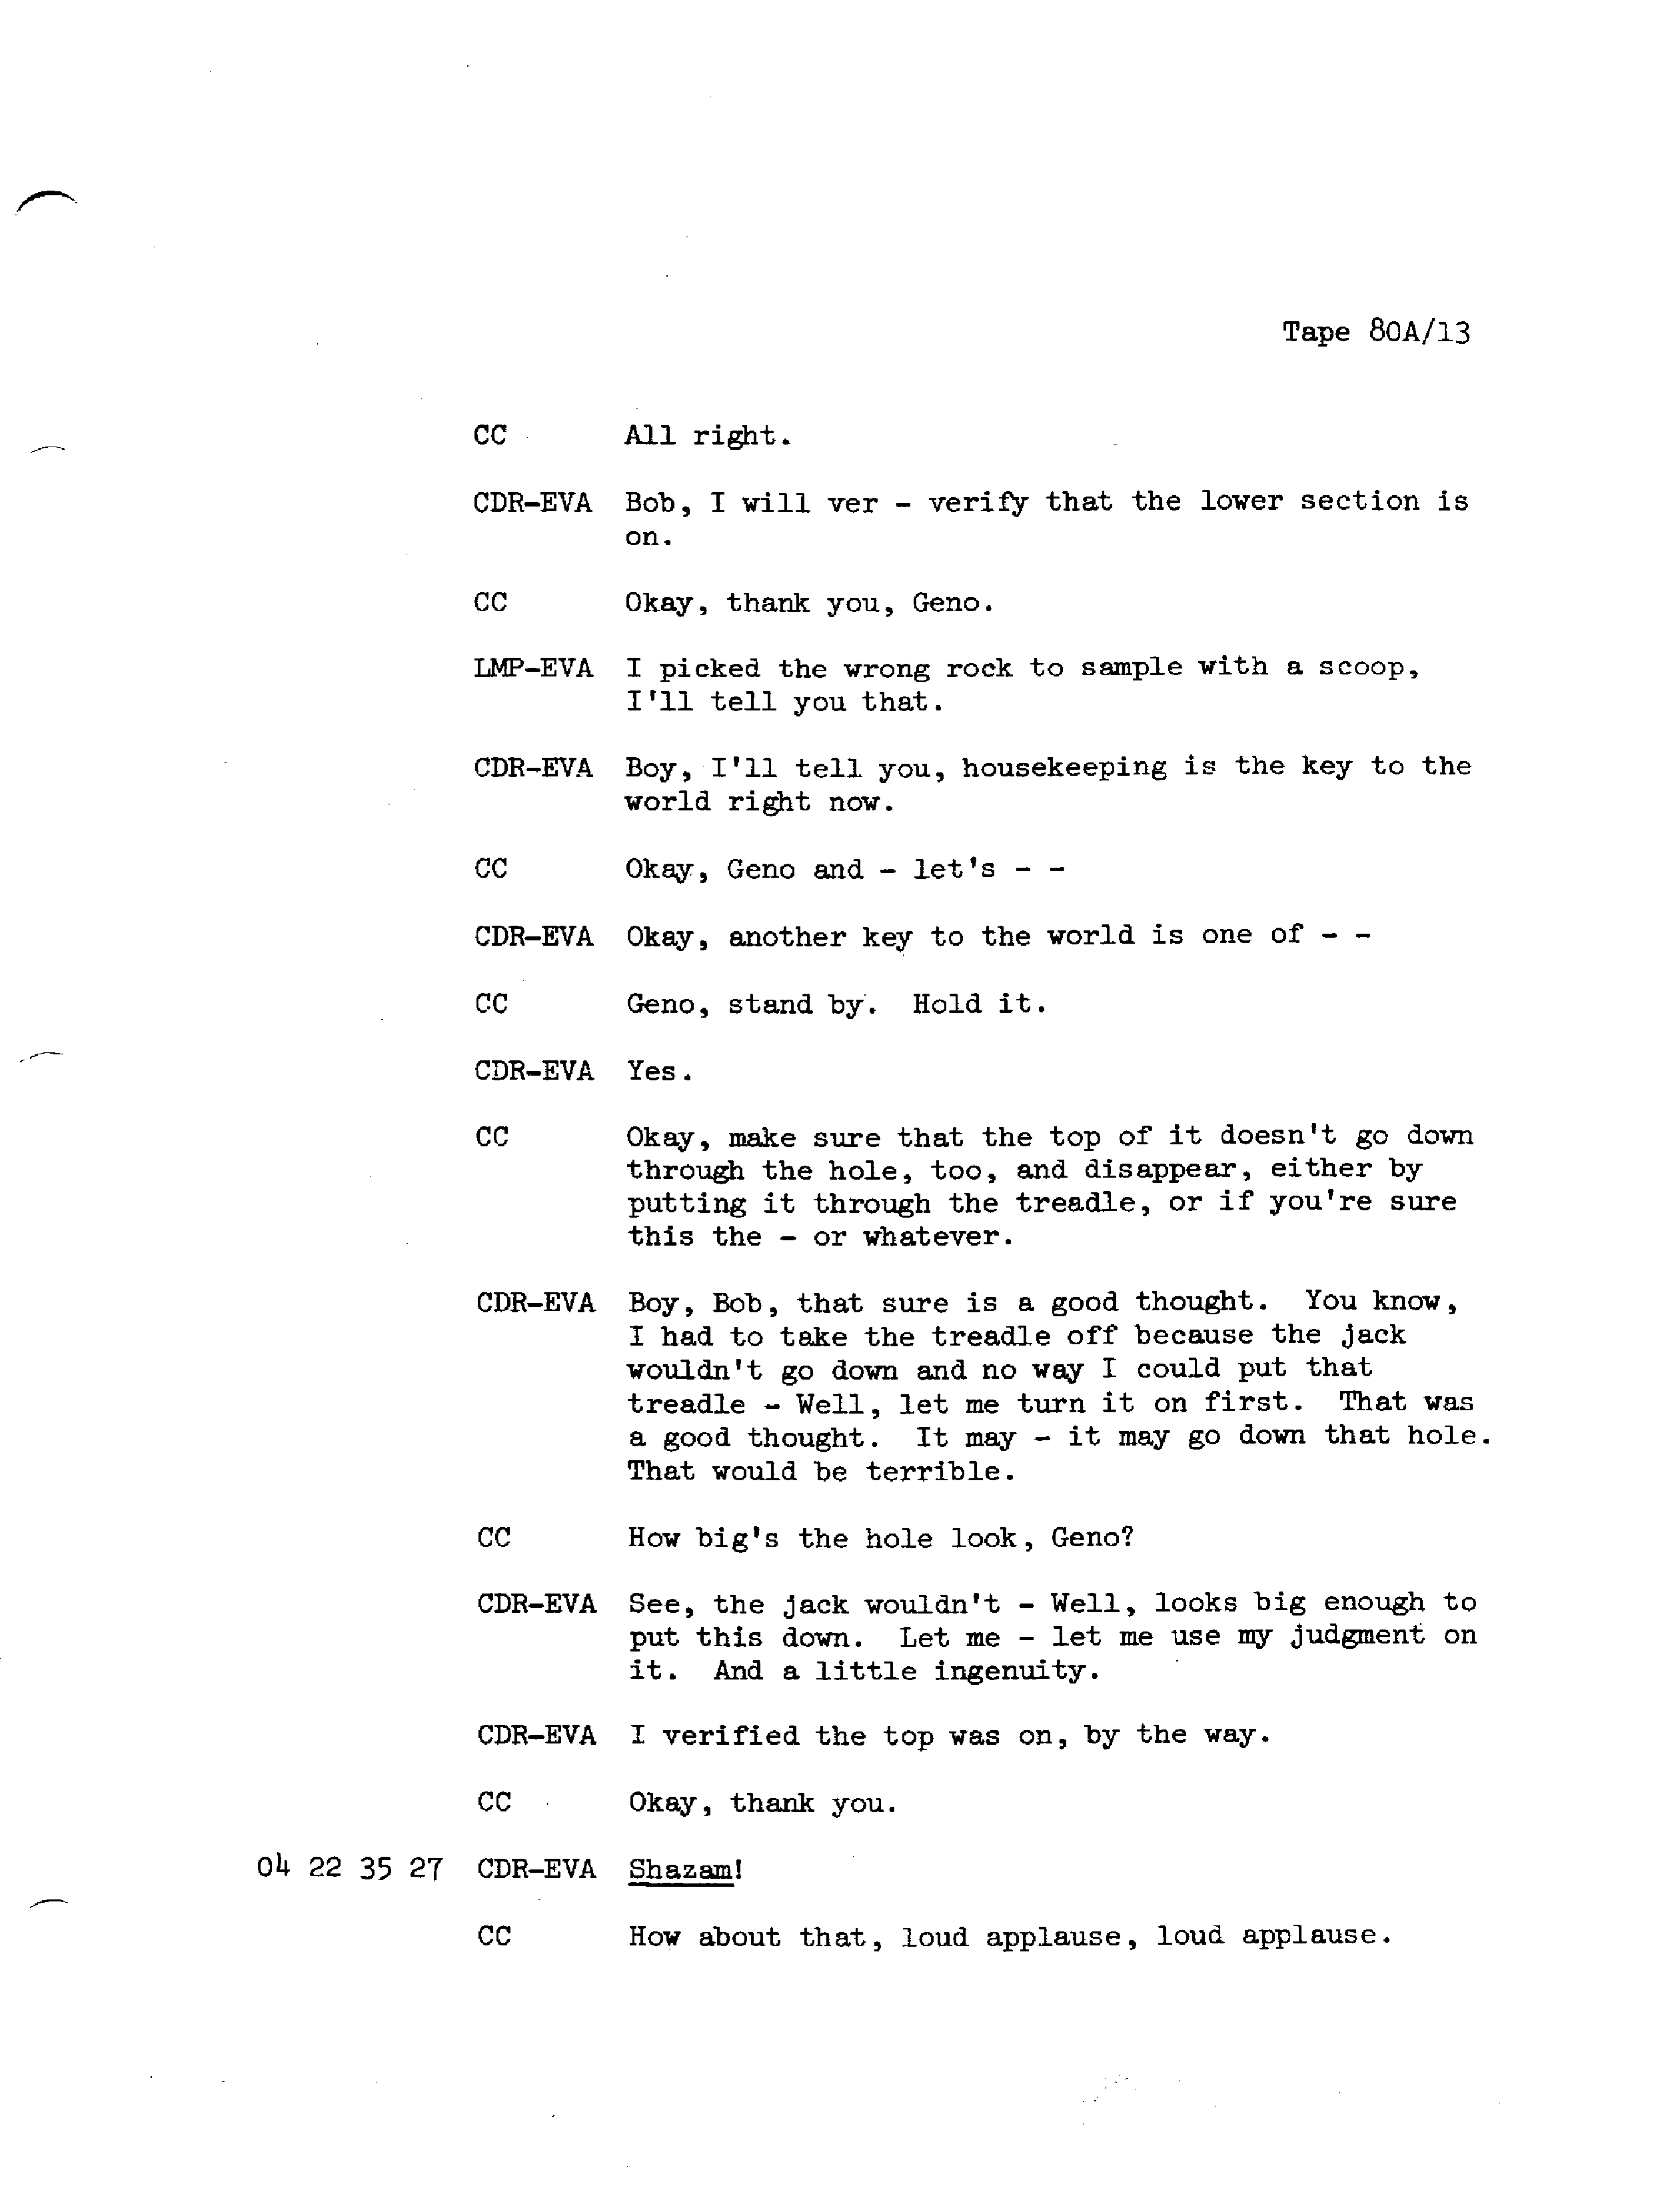 Tape 80A/13
CC All right.
CDR-EVA Bob, I will ver - verify that the lower section is
on.
CC Okay, thank you, Geno.
LMP-EVA I picked the wrong rock to sample with a scoop,
I'll tell you that.
CDR-EVA Boy, I'll tell you, housekeeping is the key to the
world right now.
CC Okay, Geno and - let's - -
CDR-EVA Okay, another key to the world is one of - -
CC Geno, stand by. Hold it.
CDR-EVA Yes.
CC Okay, make sure that the top of it doesn't go down
through the hole, too, and disappear, either by
putting it through the treadle, or if you're sure
this the - or whatever.
CDR-EVA Boy, Bob, that sure is a good thought. You know,
I had to take the treadle off because the jack
wouldn't go down and no way I could put that
treadle - Well, let me turn it on first. That was
a good thought. It may - it may go down that hole.
That would be terrible.
CC How big's the hole look, Geno?
CDR-EVA See, the jack wouldn't - Well, looks big enough to
put this down. Let me - let me use my judgment on
it. And a little ingenuity.
CDR-EVA I verified the top was on, by the way.
CC Okay, thank you.
04 22 35 27 CDR-EVA Shazam!
CC How about that, loud applause, loud applause.